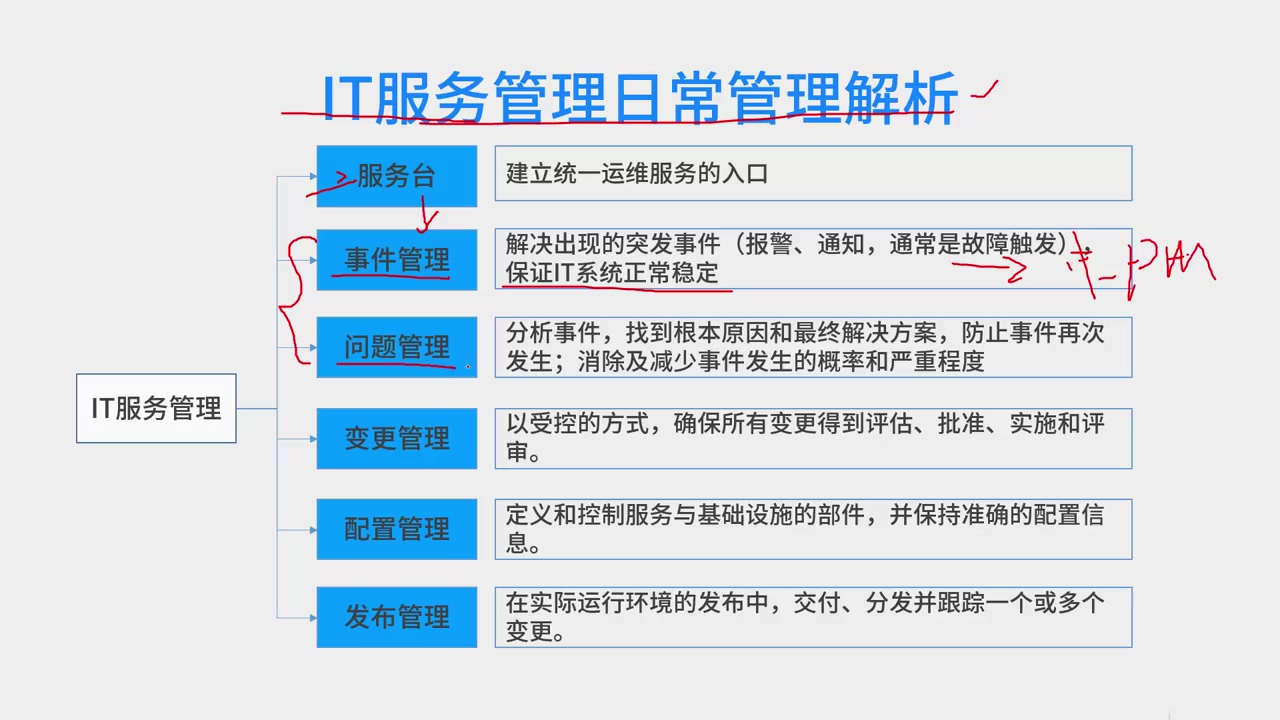 IT服务管理日常管理解析
服务台
建立统一运维服务的入口
事件管理
解决出现的突发事件（报警、通知，通常是故障触发），
保证IT系统正常稳定
问题管理
分析事件，找到根本原因和最终解决方案，防止事件再次
发生；消除及减少事件发生的概率和严重程度
IT服务管理
变更管理
以受控的方式，确保所有变更得到评估、批准、实施和评
审。
配置管理
定义和控制服务与基础设施的部件，并保持准确的配置信
息。
发布管理
在实际运行环境的发布中，交付、分发并跟踪一个或多个
变更。